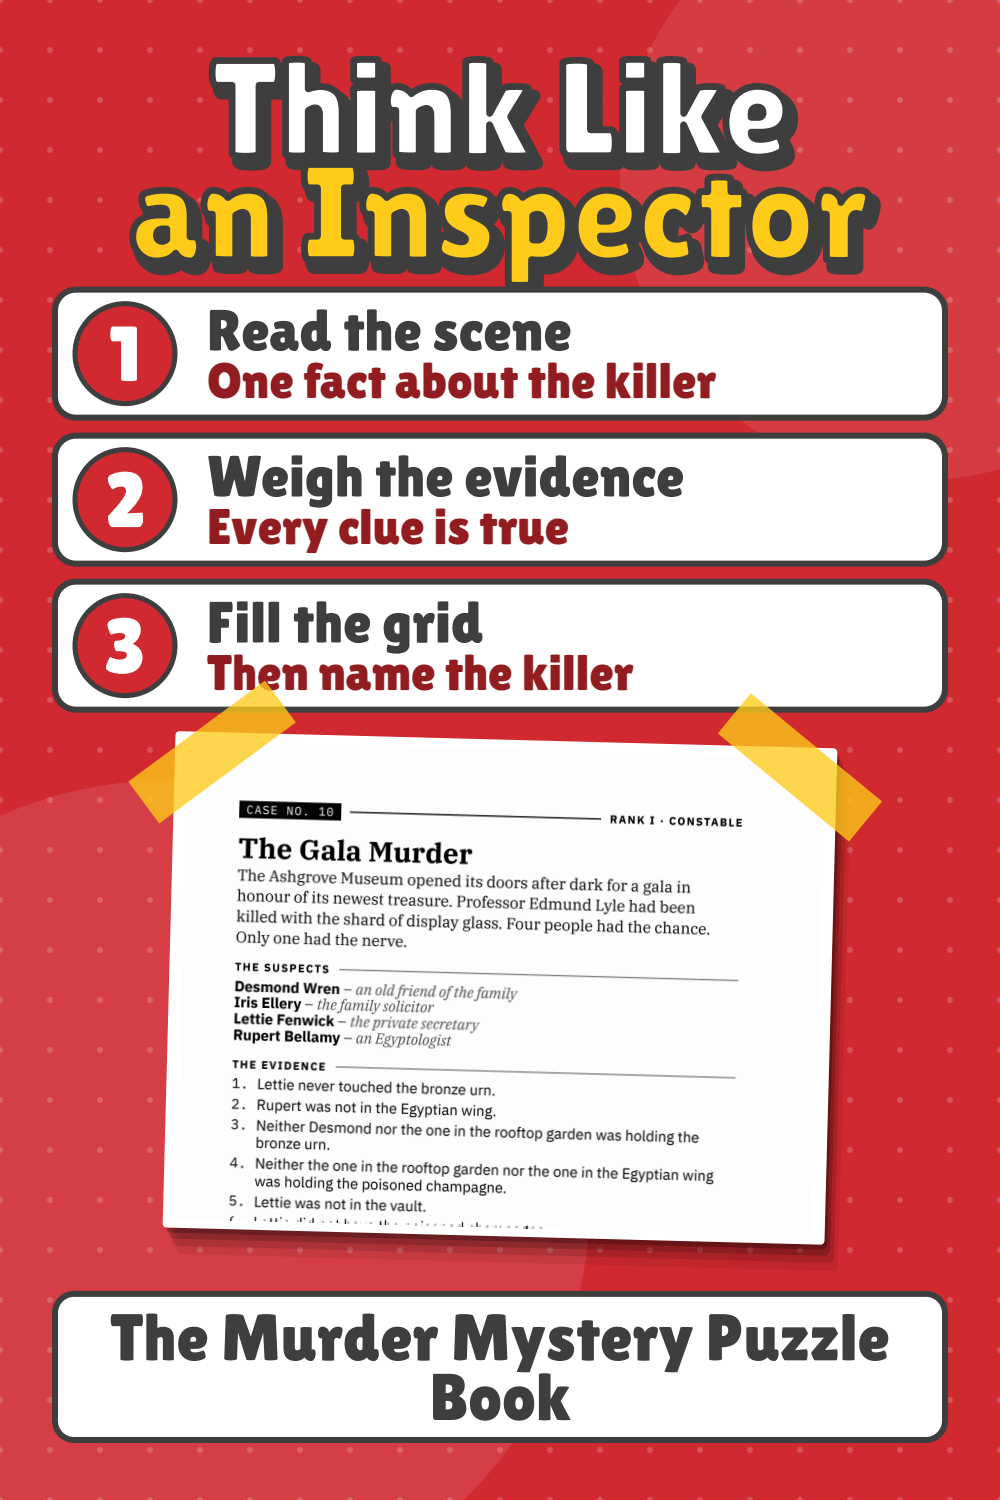 Think Like
an Inspector
1
Read the scene
One fact about the killer
2
Weigh the evidence
Every clue is true
3
Fill the grid
Then name the killer
CASE NO. 10
RANK I · CONSTABLE
The Gala Murder
The Ashgrove Museum opened its doors after dark for a gala in
honour of its newest treasure. Professor Edmund Lyle had been
killed with the shard of display glass. Four people had the chance.
Only one had the nerve.
THE SUSPECTS
Desmond Wren – an old friend of the family
Iris Ellery – the family solicitor
Lettie Fenwick – the private secretary
Rupert Bellamy – an Egyptologist
THE EVIDENCE
1. Lettie never touched the bronze urn.
2. Rupert was not in the Egyptian wing.
3. Neither Desmond nor the one in the rooftop garden was holding the
bronze urn.
4. Neither the one in the rooftop garden nor the one in the Egyptian wing
was holding the poisoned champagne.
5. Lettie was not in the vault.
The Murder Mystery Puzzle
Book